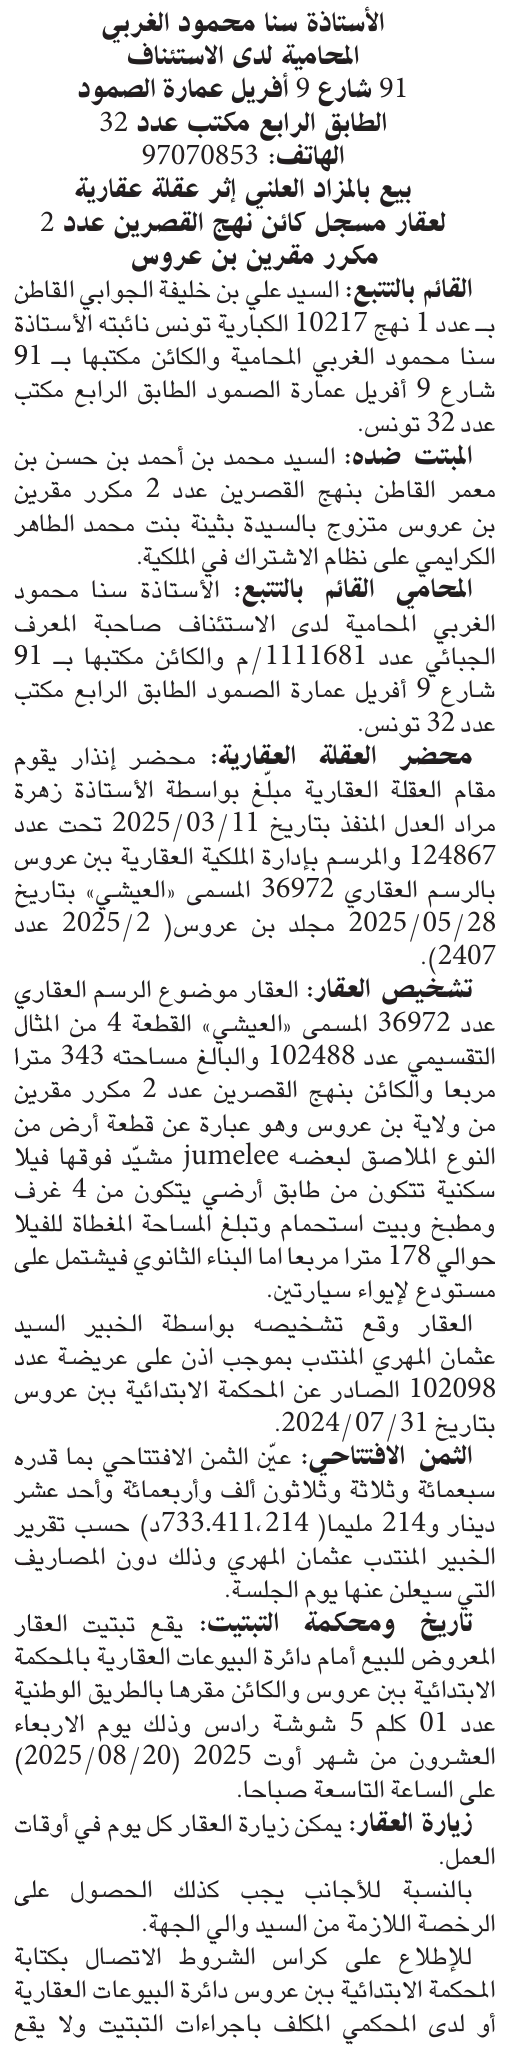 الأستاذة سنا محمود الغربي
المحامية لدى الاستئناف
91 شارع 9 أفريل عمارة الصمود
الطابق الرابع مكتب عدد 32
الهاتف: 97070853
بيع بالمزاد العلني إثر عقلة عقارية
لعقار مسجل كائن نهج القصرين عدد 2
مكرر مقرين بن عروس
القائم بالتتبع: السيد علي بن خليفة الجوابي القاطن
بـ عدد 1 نهج 10217 الكبارية تونس نائبته الأستاذة
سنا محمود الغربي المحامية والكائن مكتبها بـ 91
شارع 9 أفريل عمارة الصمود الطابق الرابع مكتب
عدد 32 تونس.
المبتت ضده: السيد محمد بن أحمد بن حسن بن
معمر القاطن بنهج القصرين عدد 2 مكرر مقرين
بن عروس متزوج بالسيدة بثينة بنت محمد الطاهر
الكرايمي على نظام الاشتراك في الملكية.
المحامي القائم بالتتبع: الأستاذة سنا محمود
الغربي المحامية لدى الاستئناف صاحبة المعرف
الجبائي عدد 1111681/م والكائن مكتبها بـ 91
شارع 9 أفريل عمارة الصمود الطابق الرابع مكتب
عدد 32 تونس.
محضر العقلة العقارية: محضر إنذار يقوم
مقام العقلة العقارية مبلّغ بواسطة الأستاذة زهرة
مراد العدل المنفذ بتاريخ 2025/03/11 تحت عدد
124867 والمرسم بإدارة الملكية العقارية ببن عروس
بالرسم العقاري 36972 المسمى «العيشي» بتاريخ
2025/05/28 مجلد بن عروس( 2025/2 عدد
2407).
تشخيص العقار: العقار موضوع الرسم العقاري
عدد 36972 المسمى «العيشي» القطعة 4 من المثال
التقسيمي عدد 102488 والبالغ مساحته 343 مترا
مربعا والكائن بنهج القصرين عدد 2 مكرر مقرين
من ولاية بن عروس وهو عبارة عن قطعة أرض من
النوع الملاصق لبعضه jumelee مشيّد فوقها فيلا
سكنية تتكون من طابق أرضي يتكون من 4 غرف
ومطبخ وبيت استحمام وتبلغ المساحة المغطاة للفيلا
حوالي 178 مترا مربعا اما البناء الثانوي فيشتمل على
مستودع لإيواء سيارتين.
العقار وقع تشخيصه بواسطة الخبير السيد
عثمان المهري المنتدب بموجب اذن على عريضة عدد
102098 الصادر عن المحكمة الابتدائية ببن عروس
بتاريخ 2024/07/31.
الثمن الافتتاحي: عيّن الثمن الافتتاحي بما قدره
سبعمائة وثلاثة وثلاثون ألف وأربعمائة وأحد عشر
دينار و214 مليما( 733.411،214د) حسب تقرير
الخبير المنتدب عثمان المهري وذلك دون المصاريف
التي سيعلن عنها يوم الجلسة.
تاريخ ومحكمة التبتيت: يقع تبتيت العقار
المعروض للبيع أمام دائرة البيوعات العقارية بالمحكمة
الابتدائية ببن عروس والكائن مقرها بالطريق الوطنية
عدد 01 كلم 5 شوشة رادس وذلك يوم الاربعاء
العشرون من شهر أوت 2025 (2025/08/20)
على الساعة التاسعة صباحا.
زيارة العقار: يمكن زيارة العقار كل يوم في أوقات
العمل.
بالنسبة للأجانب يجب كذلك الحصول على
الرخصة اللازمة من السيد والي الجهة.
للإطلاع على كراس الشروط الاتصال بكتابة
المحكمة الابتدائية ببن عروس دائرة البيوعات العقارية
أو لدى المحكمي المكلف باجراءات التبتيت ولا يقع